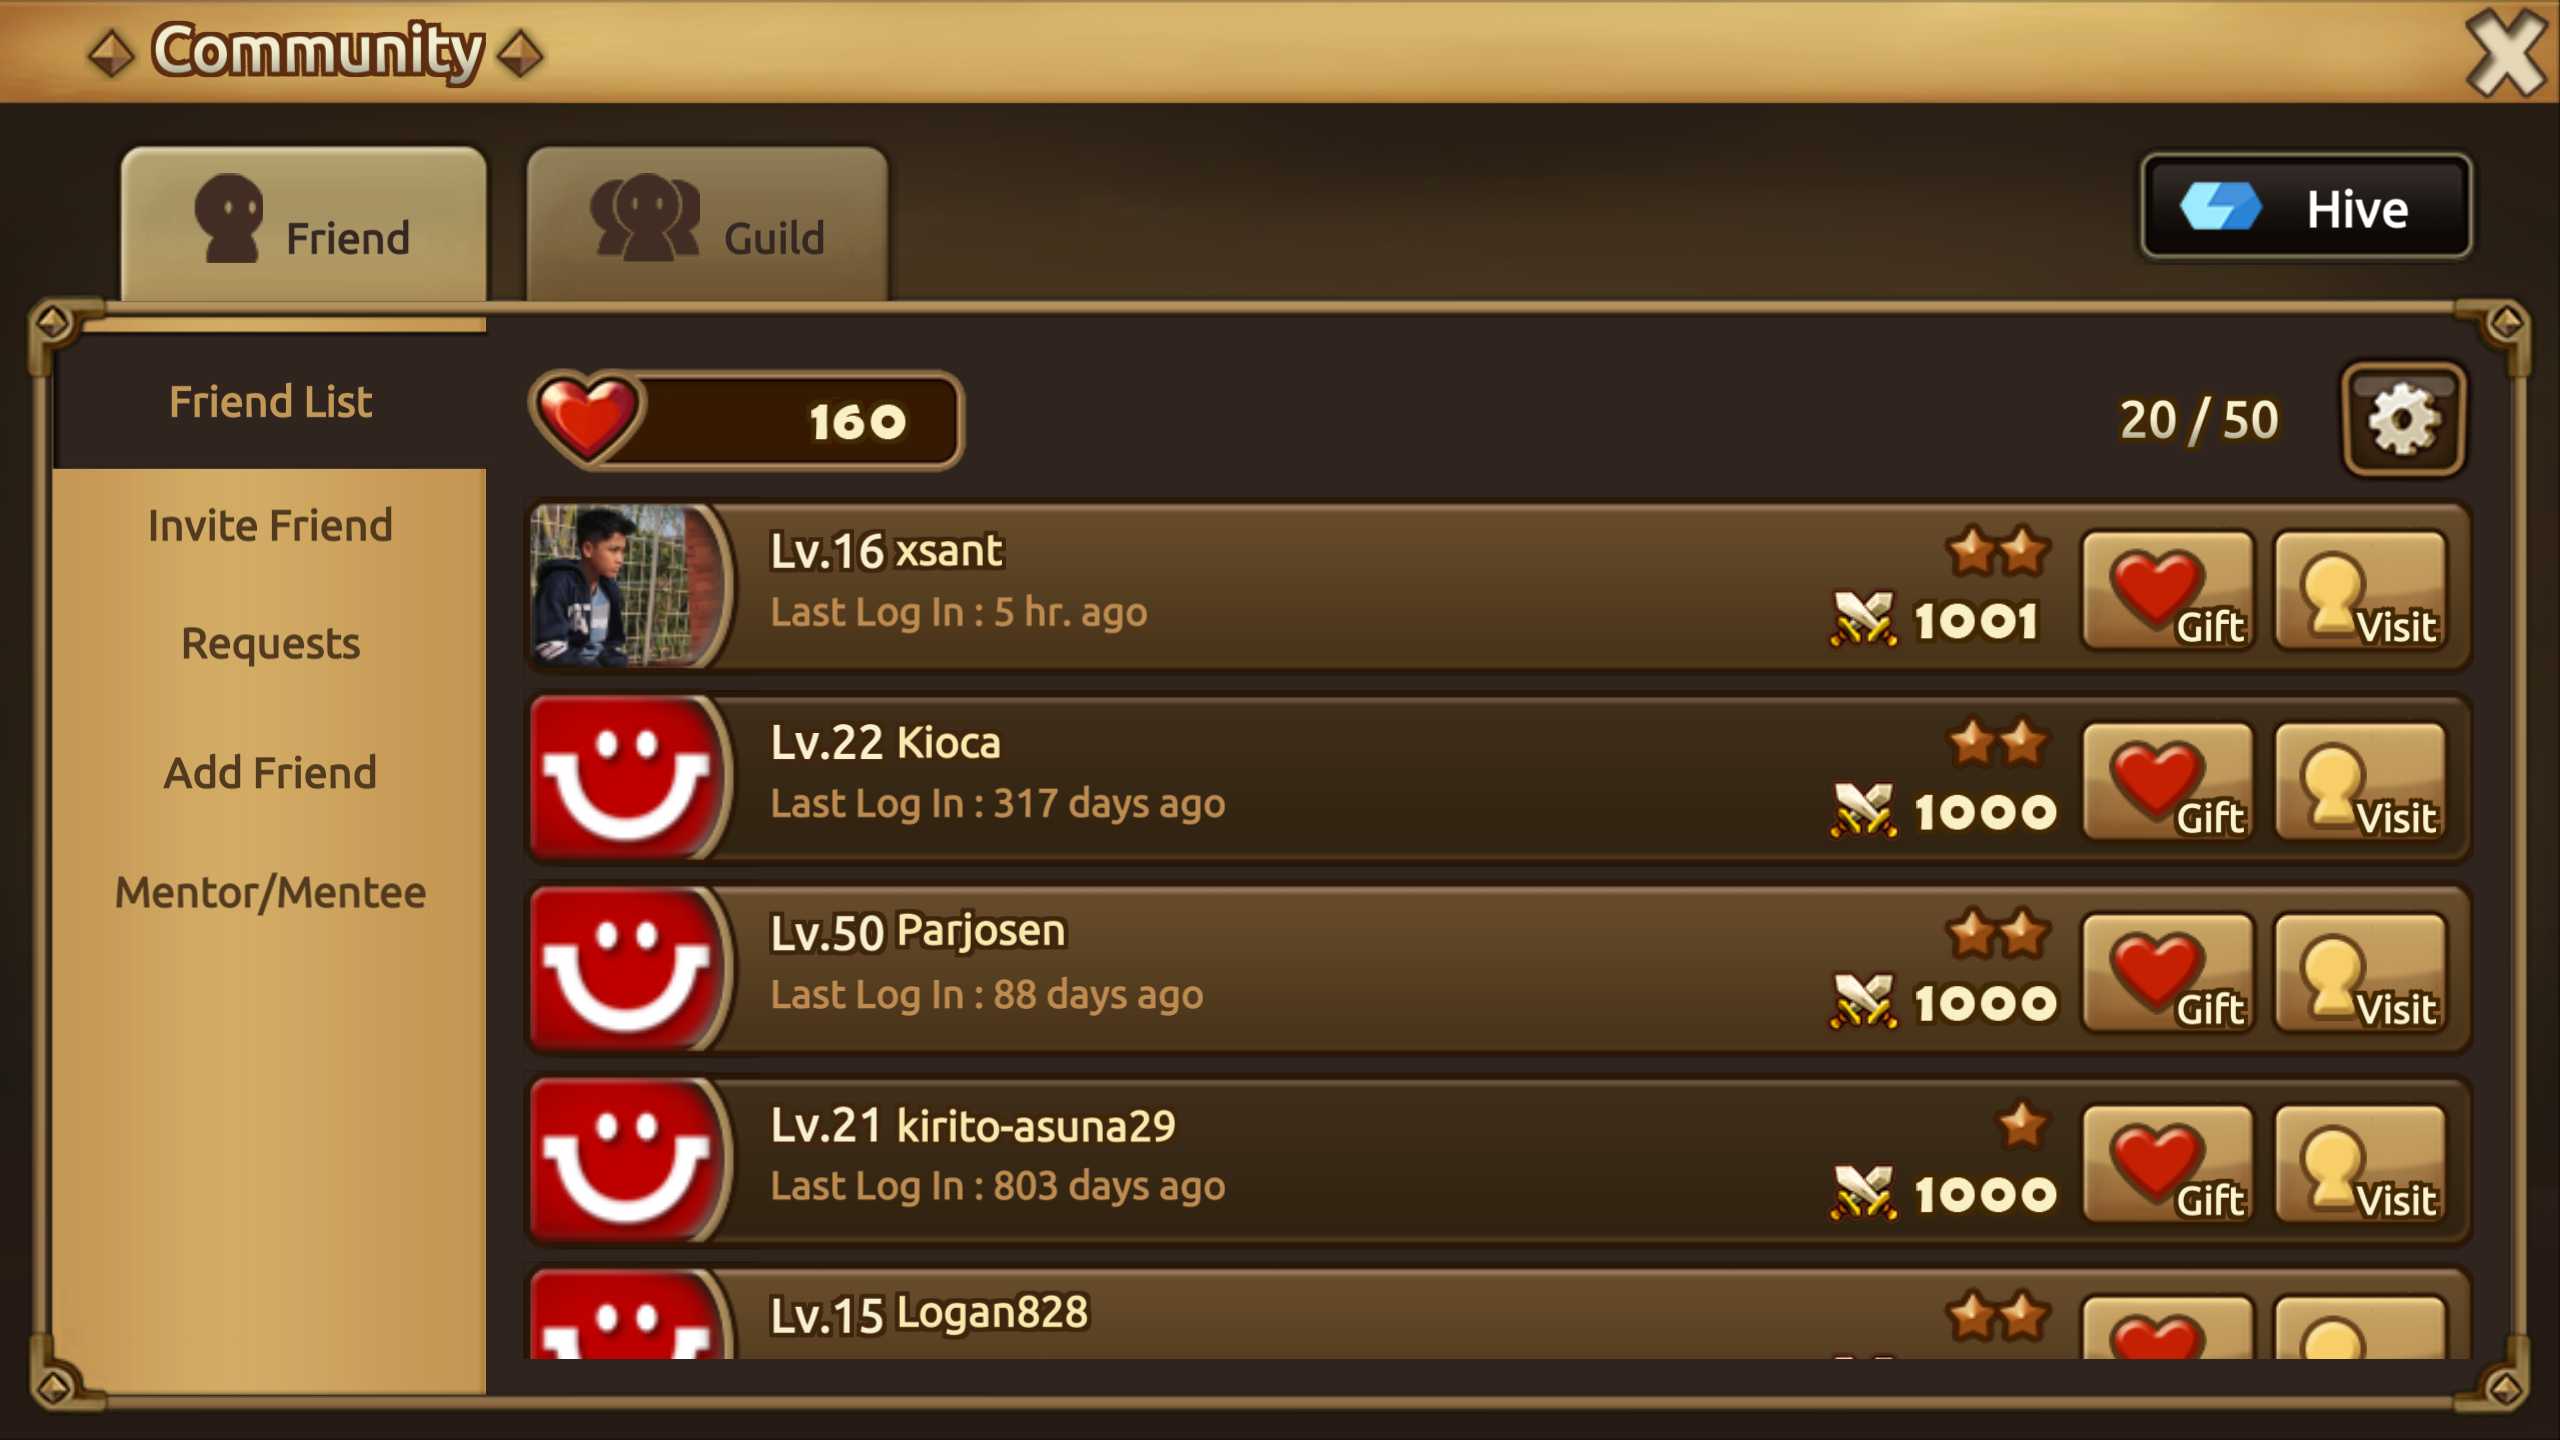 Community
Friend
Guild
Hive
Friend List
Invite Friend
Requests
Add Friend
Mentor/Mentee
160
20 / 50
Lv.16 xsant
Last Log In : 5 hr. ago
1001
Gift
Visit
Lv.22 Kioca
Last Log In : 317 days ago
1000
Gift
Visit
Lv.50 Parjosen
Last Log In : 88 days ago
1000
Gift
Visit
Lv.21 kirito-asuna29
Last Log In : 803 days ago
1000
Gift
Visit
Lv.15 Logan828